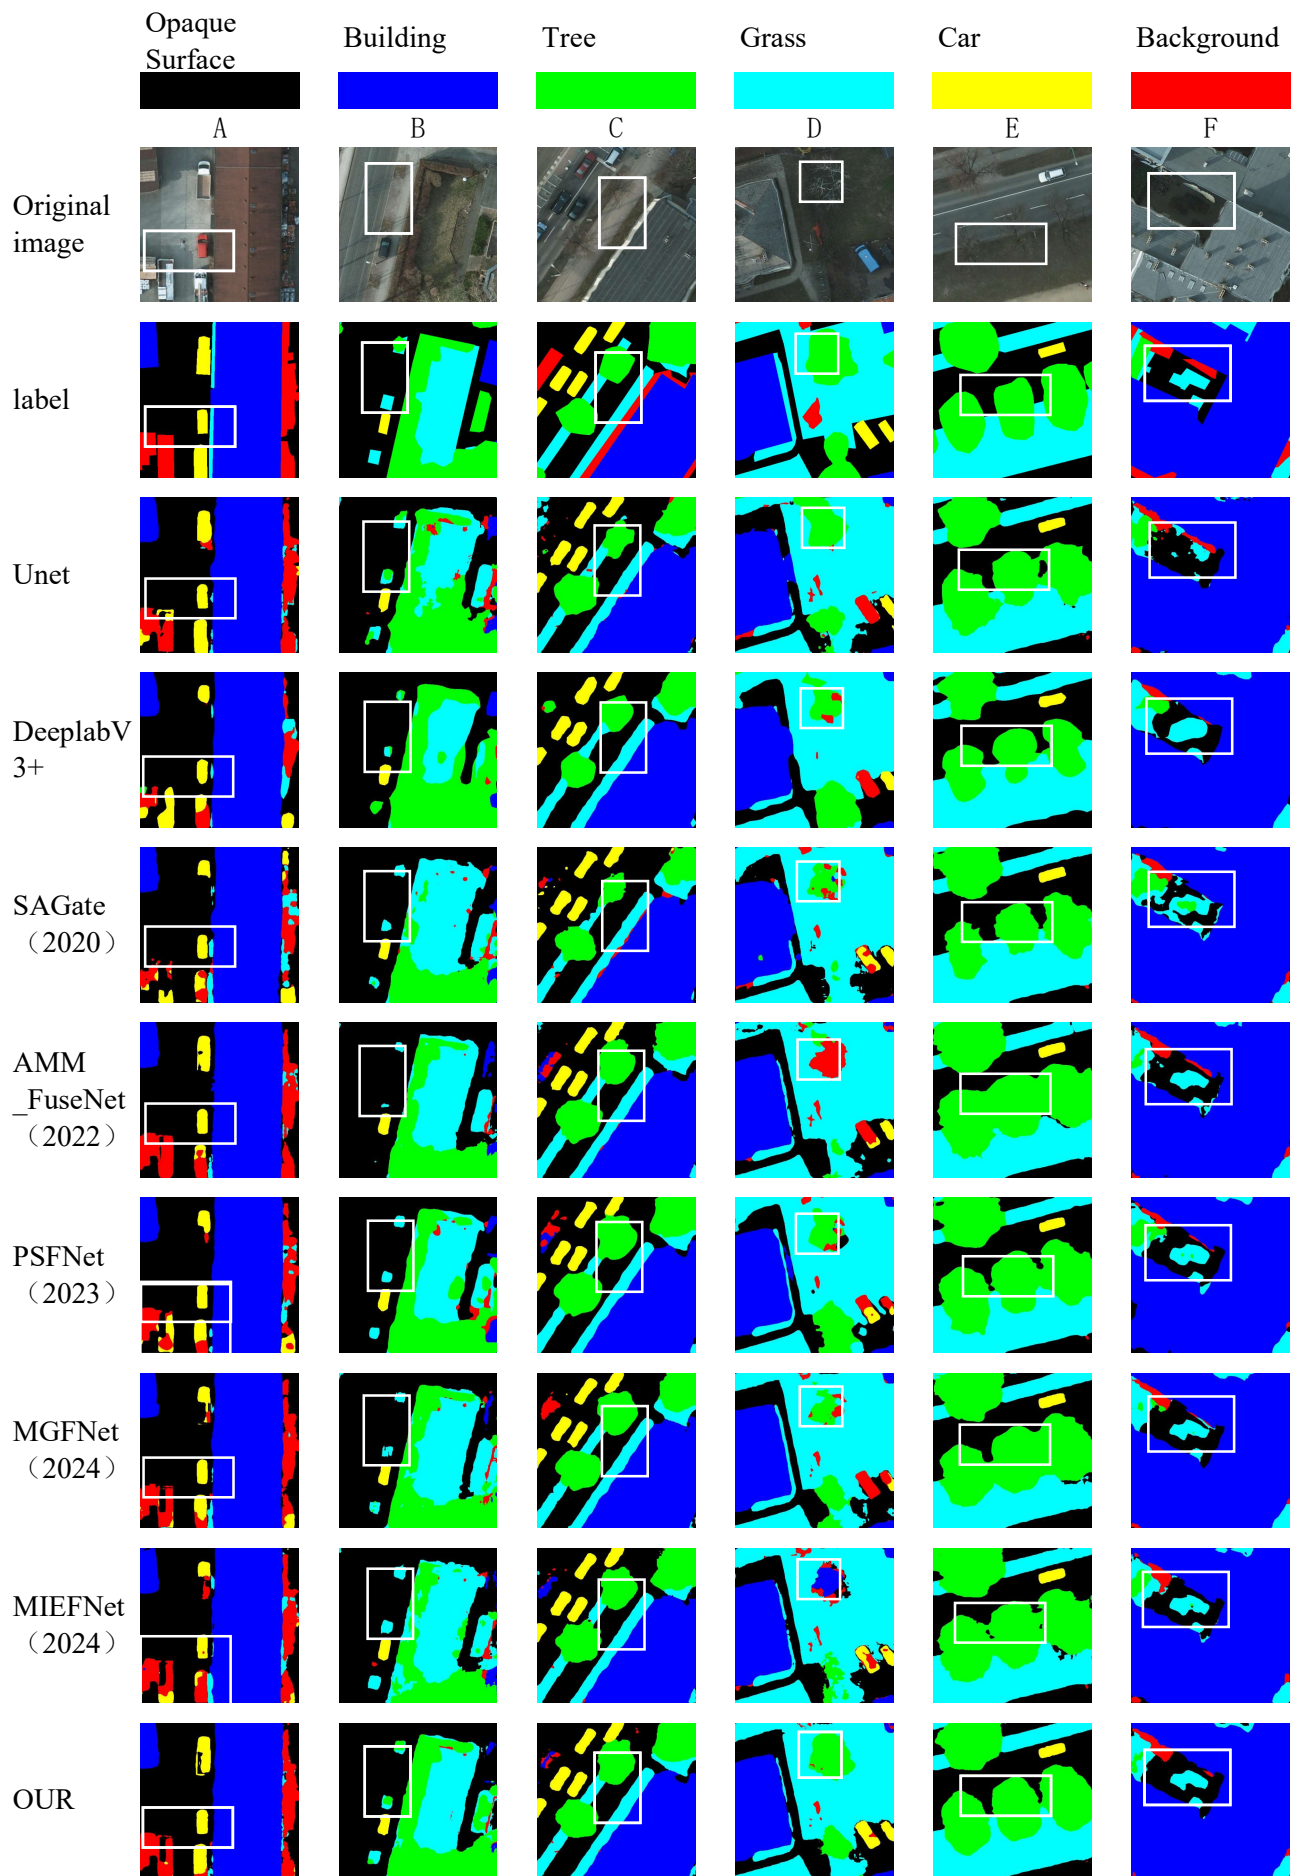 Opaque
Surface
Building
Tree
Grass
Car
Background
A
B
C
D
E
F
Original
image
label
Unet
DeeplabV
3+
SAGate
（2020）
AMM
_FuseNet
（2022）
PSFNet
（2023）
MGFNet
（2024）
MIEFNet
（2024）
OUR